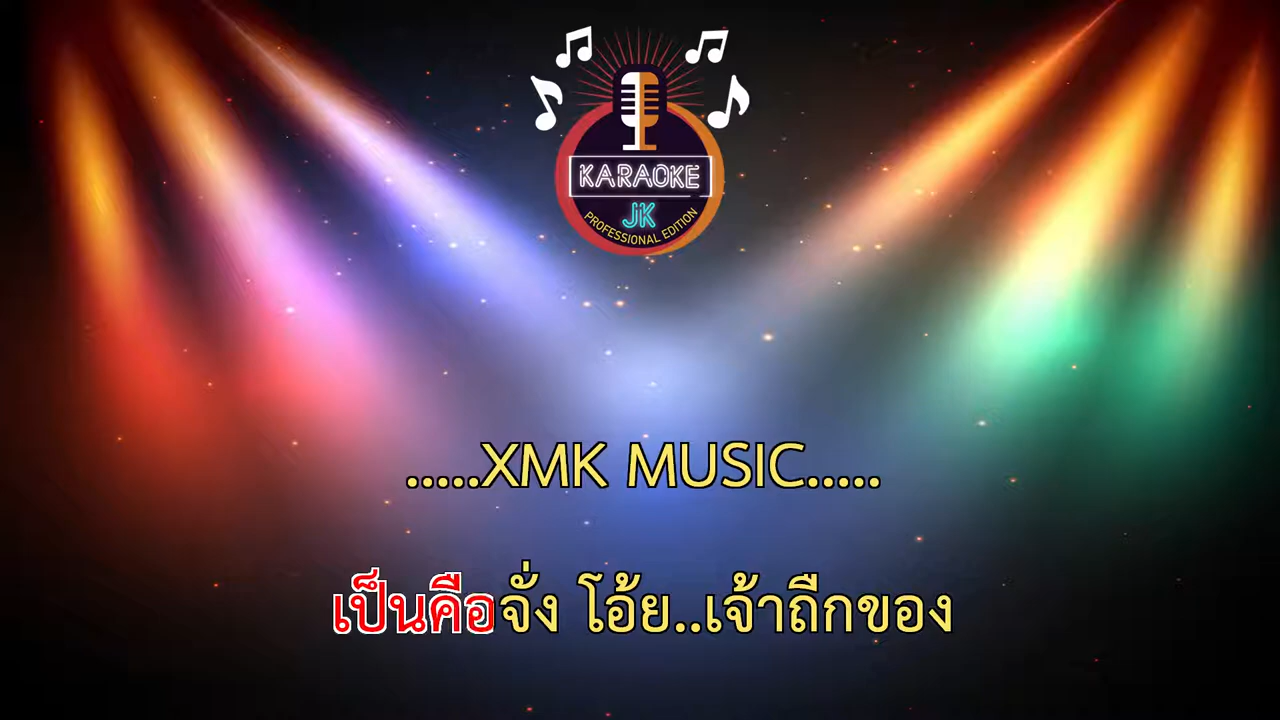 KARAOKE
JK
PROFESSIONAL EDITION
.....XMK MUSIC.....
เป็นคือจั่ง โอ้ย..เจ้าถืกของ